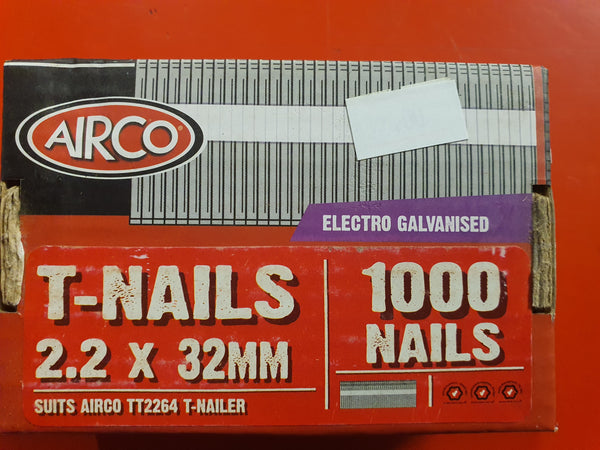 AIRCO®
ELECTRO GALVANISED
T-NAILS
2.2 X 32MM
SUITS AIRCO TT2264 T-NAILER
1000
NAILS